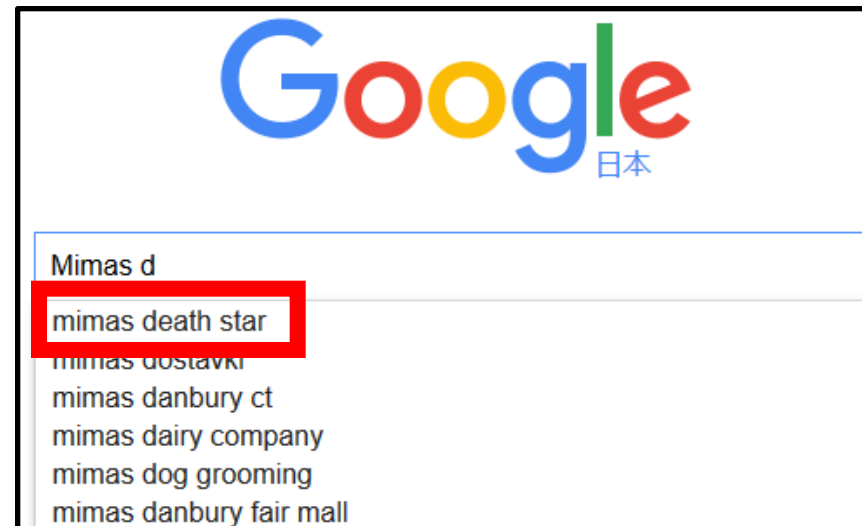 Google
日本
Mimas d
mimas death star
mimas dostavki
mimas danbury ct
mimas dairy company
mimas dog grooming
mimas danbury fair mall